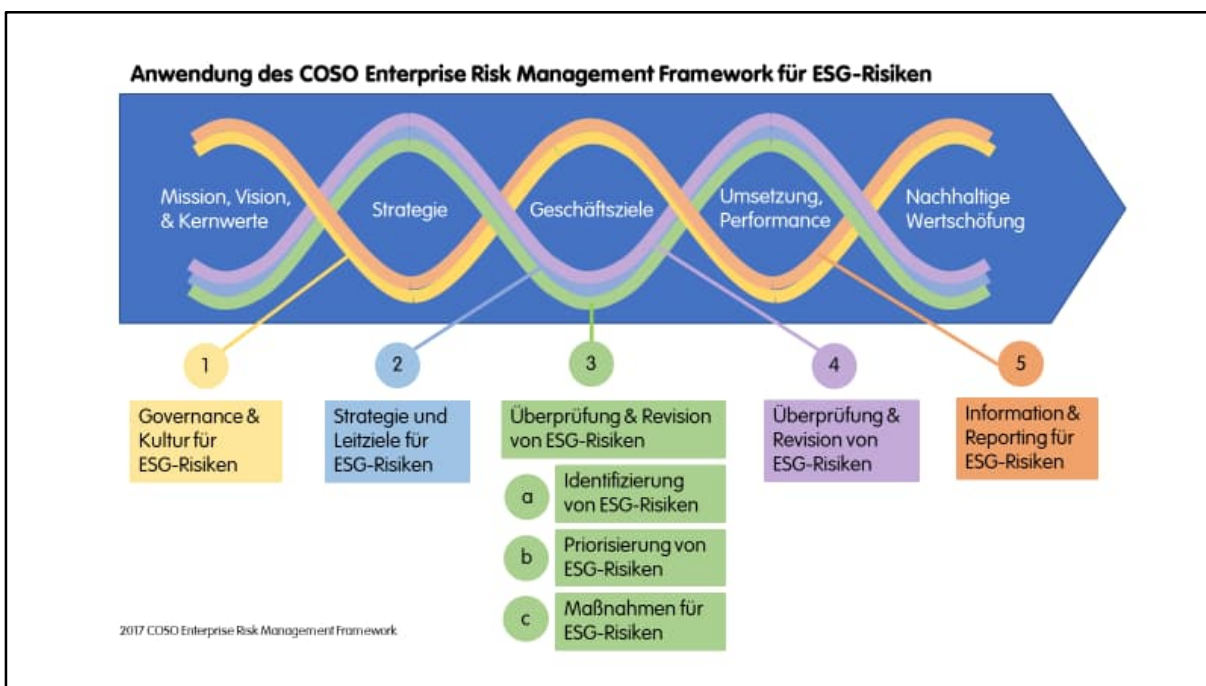 Anwendung des COSO Enterprise Risk Management Framework für ESG-Risiken
Mission, Vision,
& Kernwerte
Strategie
Geschäftsziele
Umsetzung,
Performance
Nachhaltige
Wertschöfung
1
Governance &
Kultur für
ESG-Risiken
2
Strategie und
Leitziele für
ESG-Risiken
3
Überprüfung & Revision
von ESG-Risiken
a
Identifizierung
von ESG-Risiken
b
Priorisierung von
ESG-Risiken
c
Maßnahmen für
ESG-Risiken
4
Überprüfung &
Revision von
ESG-Risiken
5
Information &
Reporting für
ESG-Risiken
2017 COSO Enterprise Risk Management Framework